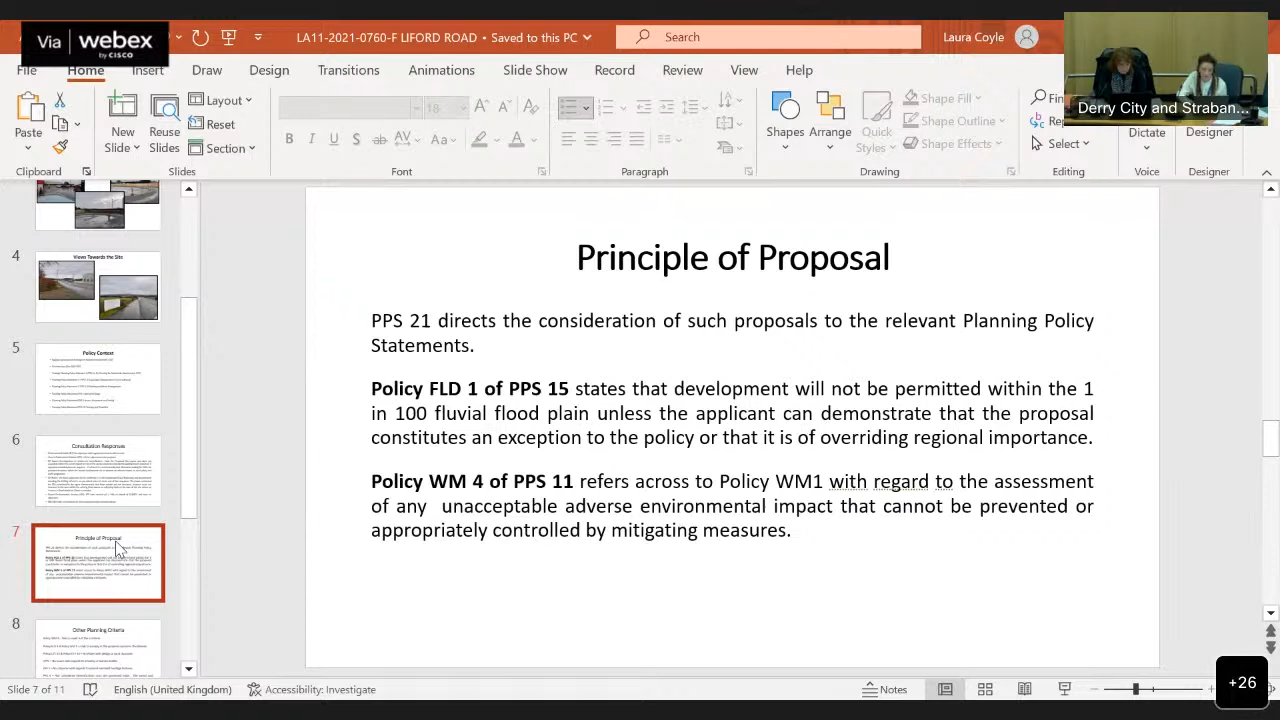 Via webex
by CISCO
LA11-2021-0760-F LIFORD ROAD • Saved to this PC
Search
Laura Coyle
File Home Insert Draw Design Transitions Animations Slide Show Record Review View Help
Paste
New Slide
Reuse Slides
Layout
Reset
Section
18
B I U S ab AV Aa
Shapes
Arrange
Quick Styles
Shape Fill
Shape Outline
Shape Effects
Select
Dictate
Designer
Clipboard Slides Font Paragraph Drawing Editing Voice Designer
Derry City and Straban...
4
Views Towards the Site
5
Policy Context
6
Consultation Responses
7
Principle of Proposal
8
Other Planning Criteria
Principle of Proposal
PPS 21 directs the consideration of such proposals to the relevant Planning Policy
Statements.
Policy FLD 1 of PPS 15 states that development will not be permitted within the 1
in 100 fluvial flood plain unless the applicant can demonstrate that the proposal
constitutes an exception to the policy or that it is of overriding regional importance.
Policy WM 4 of PPS 11 refers across to Policy WM1 with regard to the assessment
of any unacceptable adverse environmental impact that cannot be prevented or
appropriately controlled by mitigating measures.
Slide 7 of 11
English (United Kingdom)
Accessibility: Investigate
Notes
+26